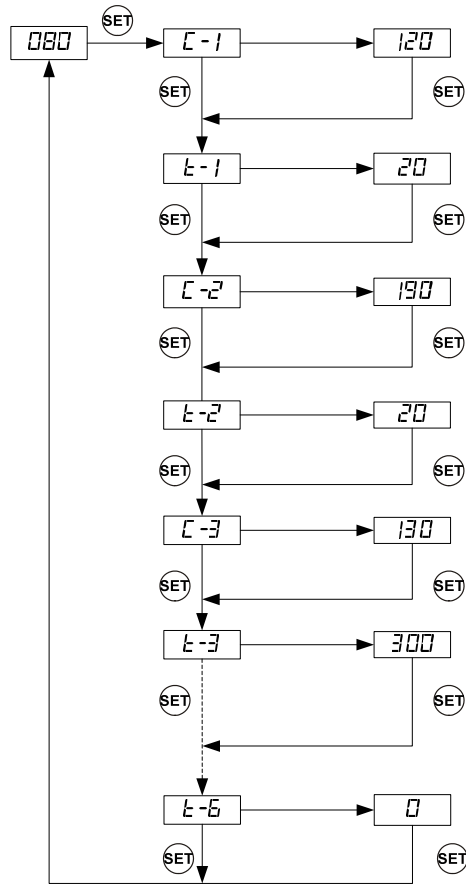 SET
080 C-1 120
SET SET
t-1 20
SET SET
C-2 190
SET SET
t-2 20
SET SET
C-3 130
SET SET
t-3 300
SET SET
t-6 0
SET SET